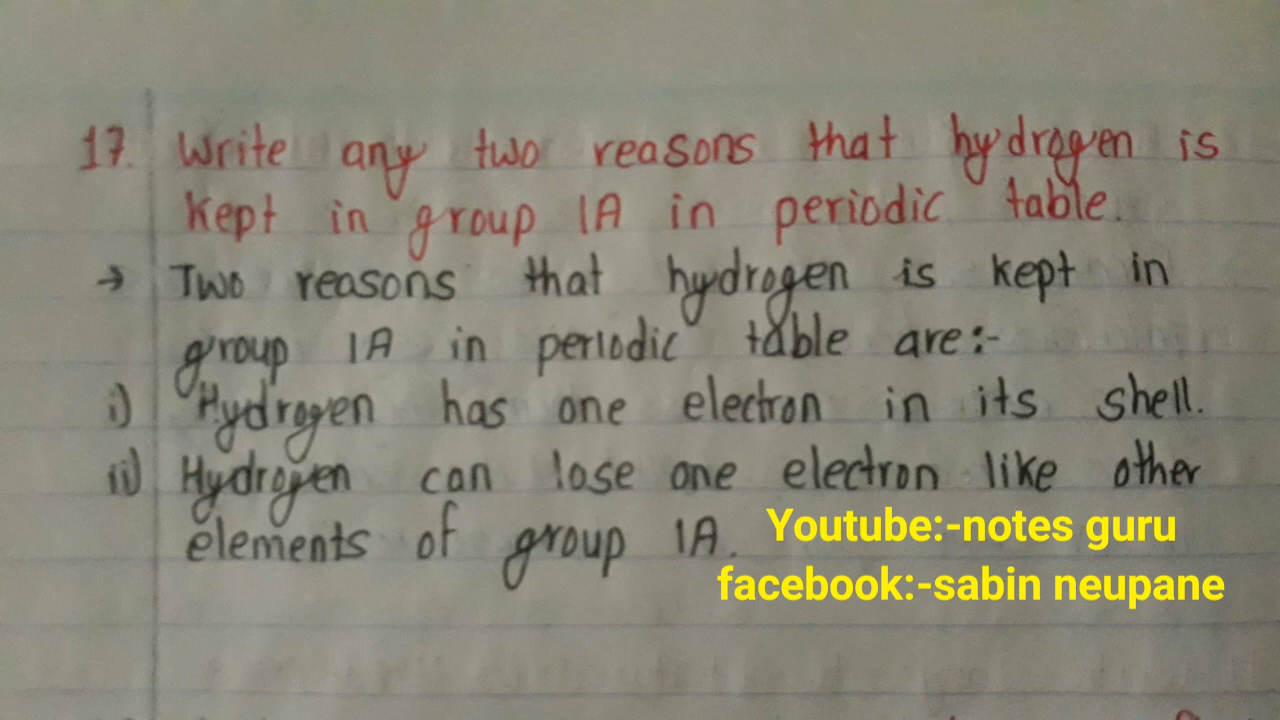 17. Write any two reasons that hydrogen is
kept in group IA in periodic table.
→ Two reasons that hydrogen is kept in
group IA in periodic table are:-
i) Hydrogen has one electron in its shell.
ii) Hydrogen can lose one electron like other
elements of group IA.
Youtube:-notes guru
facebook:-sabin neupane